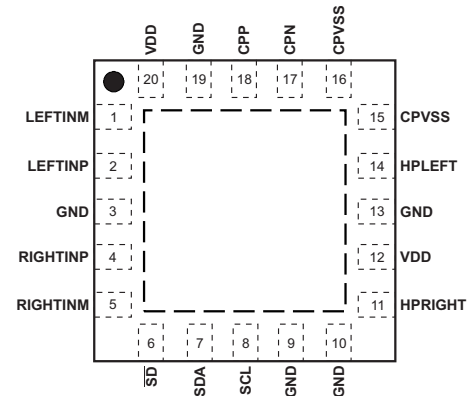 VDD GND CPP CPN CPVSS
20 19 18 17 16
LEFTINM 1 15 CPVSS
LEFTINP 2 14 HPLEFT
GND 3 13 GND
RIGHTINP 4 12 VDD
RIGHTINM 5 11 HPRIGHT
6 7 8 9 10
SD SDA SCL GND GND